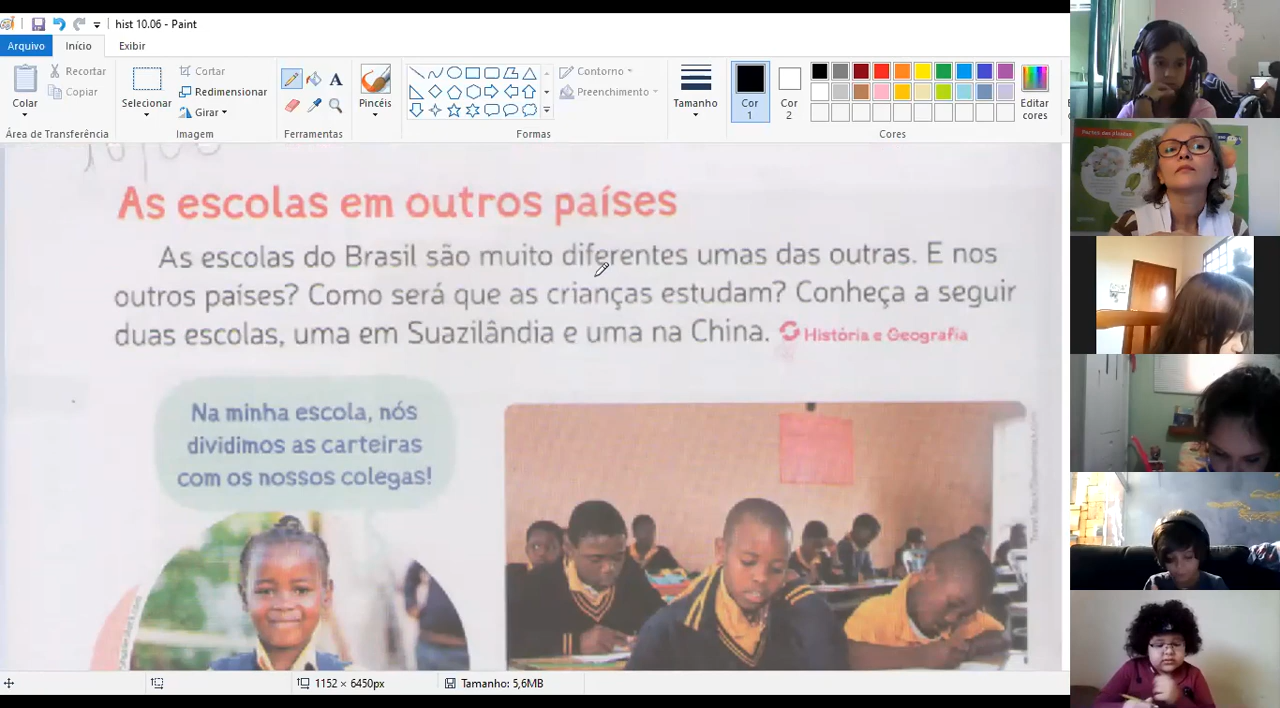 hist 10.06 - Paint
Arquivo
Início
Exibir
Colar
Recortar
Copiar
Área de Transferência
Selecionar
Cortar
Redimensionar
Girar
Imagem
Ferramentas
Pincéis
Contorno
Preenchimento
Formas
Tamanho
Cor 1
Cor 2
Cores
Editar cores
As escolas em outros países
As escolas do Brasil são muito diferentes umas das outras. E nos
outros países? Como será que as crianças estudam? Conheça a seguir
duas escolas, uma em Suazilândia e uma na China. História e Geografia
Na minha escola, nós
dividimos as carteiras
com os nossos colegas!
1152 × 6450px
Tamanho: 5,6MB